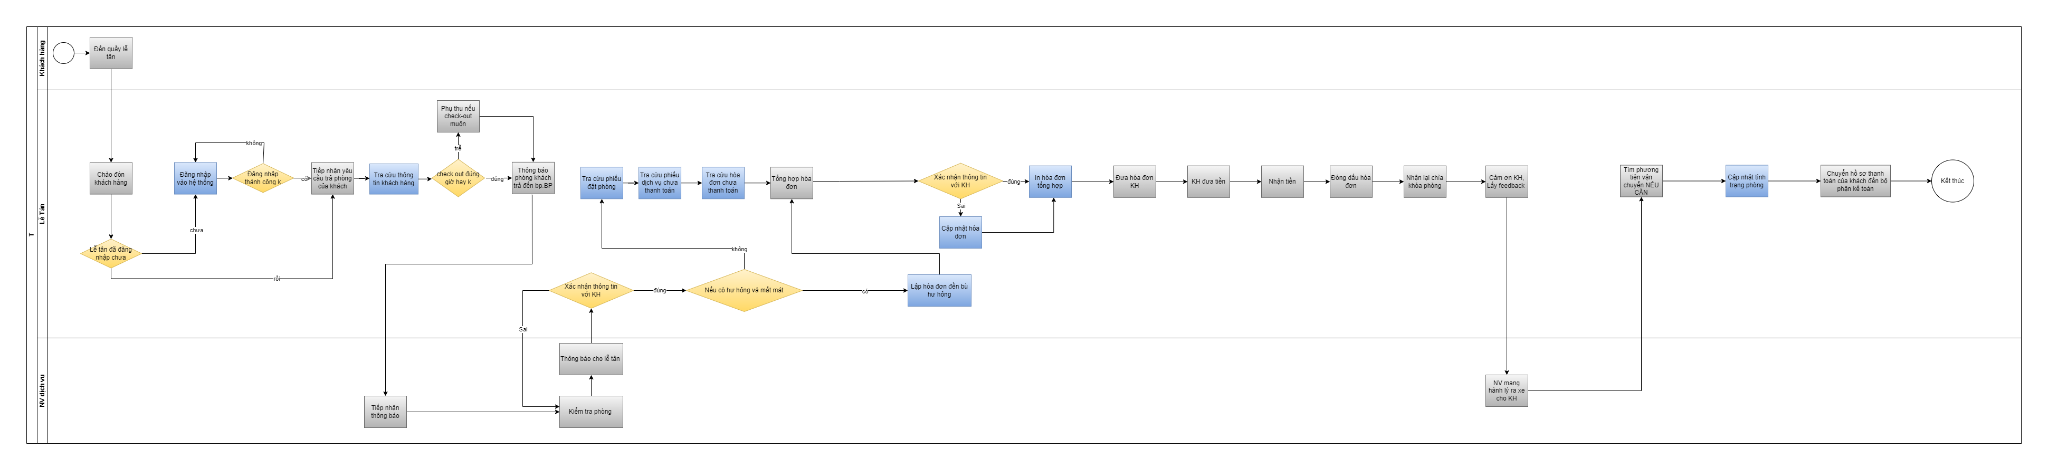 Khách hàng
Đến quầy lễ
tân
T
Lễ Tân
Chào đón
khách hàng
Lễ tân đã đăng
nhập chưa
chưa
rồi
Đăng nhập
vào hệ thống
không
Đăng nhập
thành công k
có
Tiếp nhận yêu
cầu trả phòng
của khách
Tra cứu thông
tin khách hàng
Phụ thu nếu
check-out
muộn
trễ
check out đúng
giờ hay k
đúng
Thông báo
phòng khách
trả đến bp.BP
Tra cứu phiếu
đặt phòng
Tra cứu phiếu
dịch vụ chưa
thanh toán
Tra cứu hóa
đơn chưa
thanh toán
Tổng hợp hóa
đơn
Xác nhận thông tin
với KH
đúng
Sai
Cập nhật hóa
đơn
In hóa đơn
tổng hợp
Đưa hóa đơn
KH
KH đưa tiền
Nhận tiền
Đóng dấu hóa
đơn
Nhận lại chìa
khóa phòng
Cảm ơn KH,
Lấy feedback
Tìm phương
tiện vận
chuyển NẾU
CẦN
Cập nhật tình
trạng phòng
Chuyển hồ sơ thanh
toán của khách đến bộ
phận kế toán
Kết thúc
Xác nhận thông tin
với KH
đúng
Sai
Nếu có hư hỏng và mất mát
không
có
Lập hóa đơn đền bù
hư hỏng
NV dịch vụ
Thông báo cho lễ tân
Tiếp nhận
thông báo
Kiểm tra phòng
NV mang
hành lý ra xe
cho KH